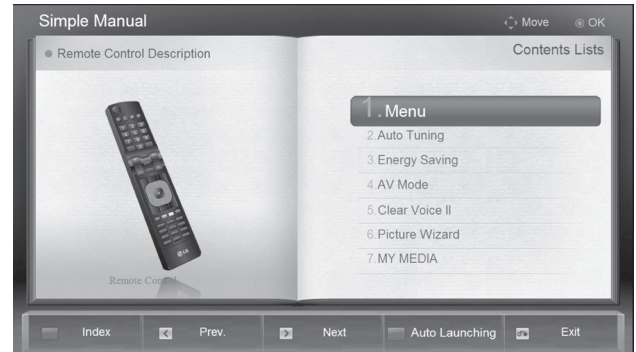 Simple Manual
Move
OK
Remote Control Description
Contents Lists
1. Menu
2. Auto Tuning
3. Energy Saving
4. AV Mode
5. Clear Voice II
6. Picture Wizard
7. MY MEDIA
LG
Remote Control
Index
Prev.
Next
Auto Launching
Exit